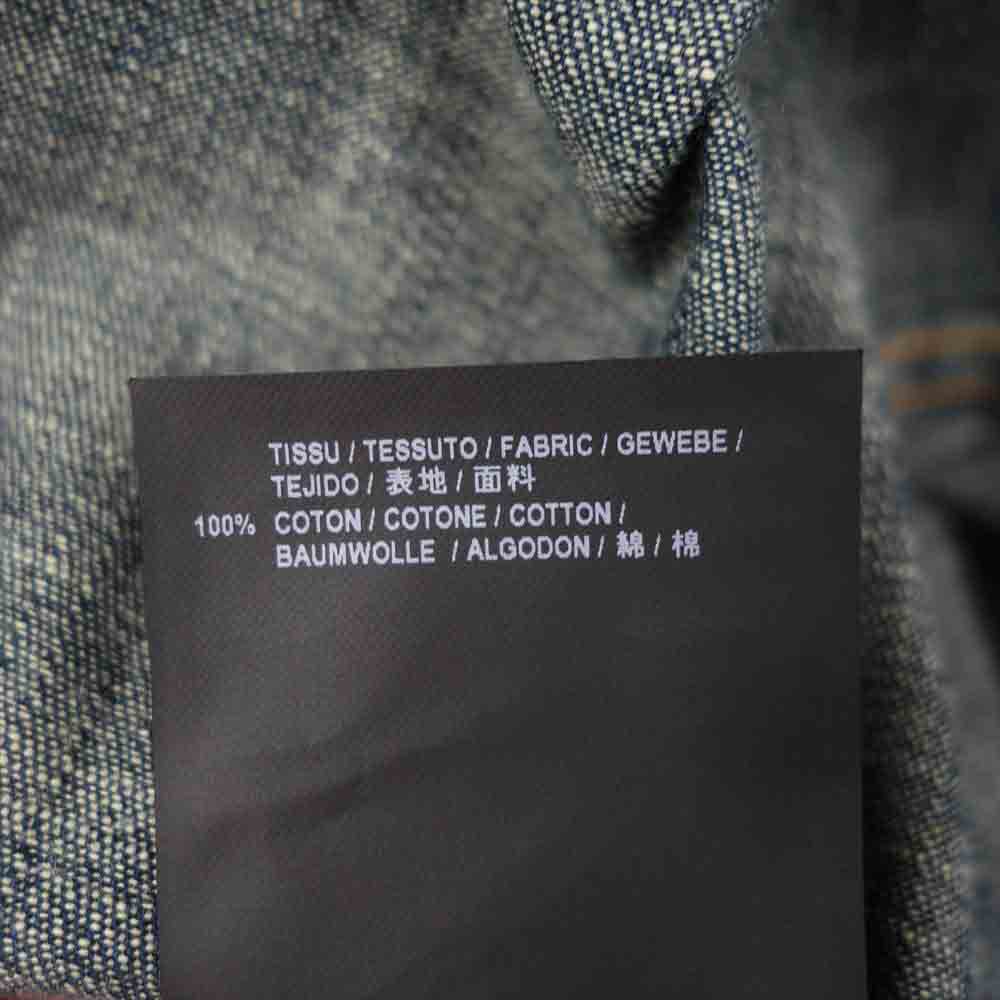 TISSU / TESSUTO / FABRIC / GEWEBE /
TEJIDO / 表地 / 面料
100% COTON / COTONE / COTTON /
BAUMWOLLE / ALGODON / 綿 / 棉